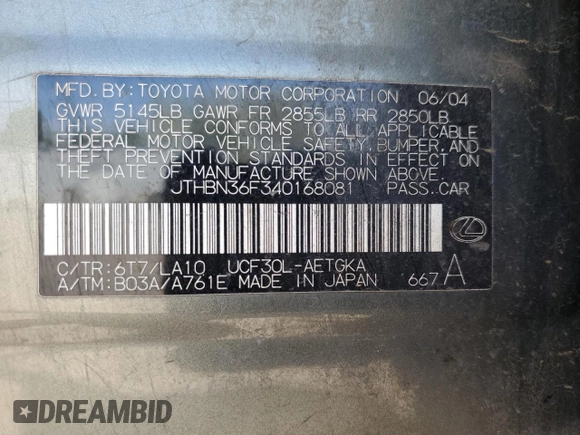 MFD. BY: TOYOTA MOTOR CORPORATION 06/04
GVWR 5145LB GAWR FR 2855LB RR 2850LB
THIS VEHICLE CONFORMS TO ALL APPLICABLE
FEDERAL MOTOR VEHICLE SAFETY, BUMPER, AND
THEFT PREVENTION STANDARDS IN EFFECT ON
THE DATE OF MANUFACTURE SHOWN ABOVE.
JTHBN36F340168081 PASS.CAR
C/TR:6T7/LA10 UCF30L-AETGKA
A/TM:B03A/A761E MADE IN JAPAN 667A
DREAMBID